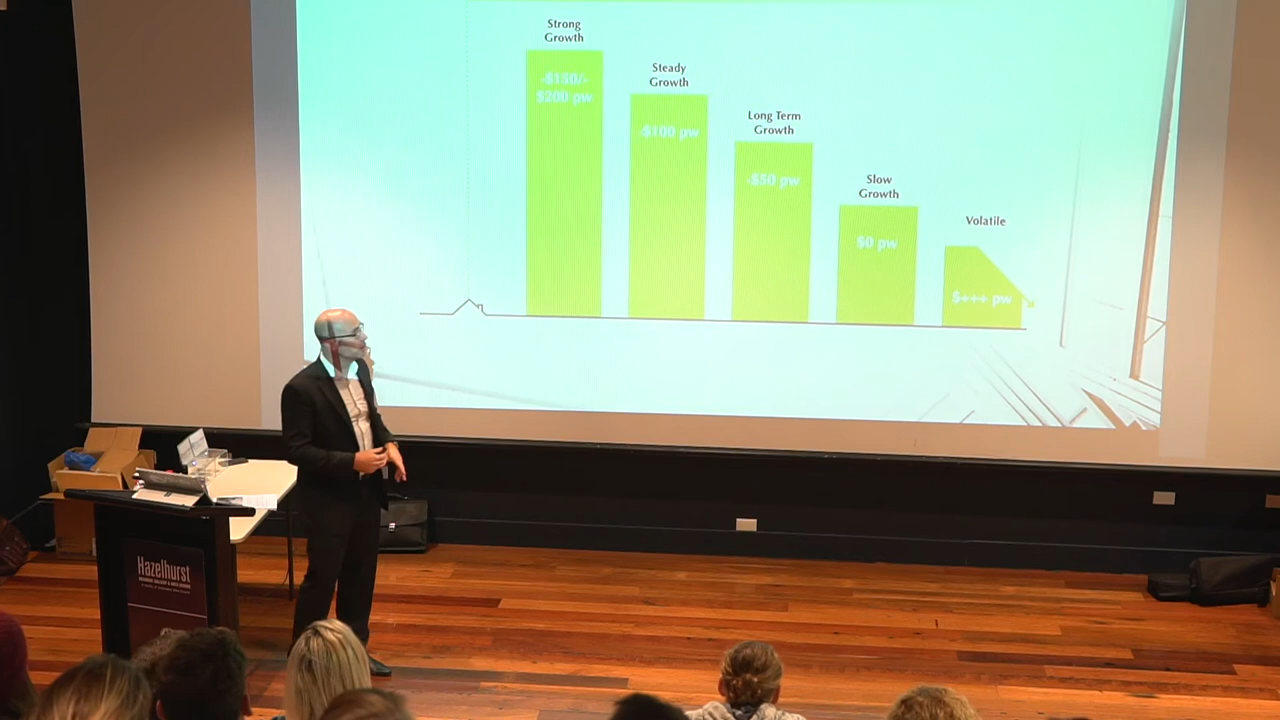 Strong
Growth
-$150/-
$200 pw
Steady
Growth
-$100 pw
Long Term
Growth
-$50 pw
Slow
Growth
$0 pw
Volatile
$+++ pw
Hazelhurst